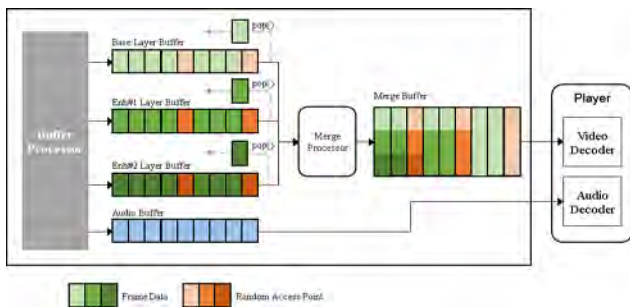 pop()
Base Layer Buffer
pop()
Enh#1 Layer Buffer
pop()
Enh#2 Layer Buffer
Audio Buffer
Buffer
Processor
Merge
Processor
Merge Buffer
Player
Video
Decoder
Audio
Decoder
Frame Data
Random Access Point